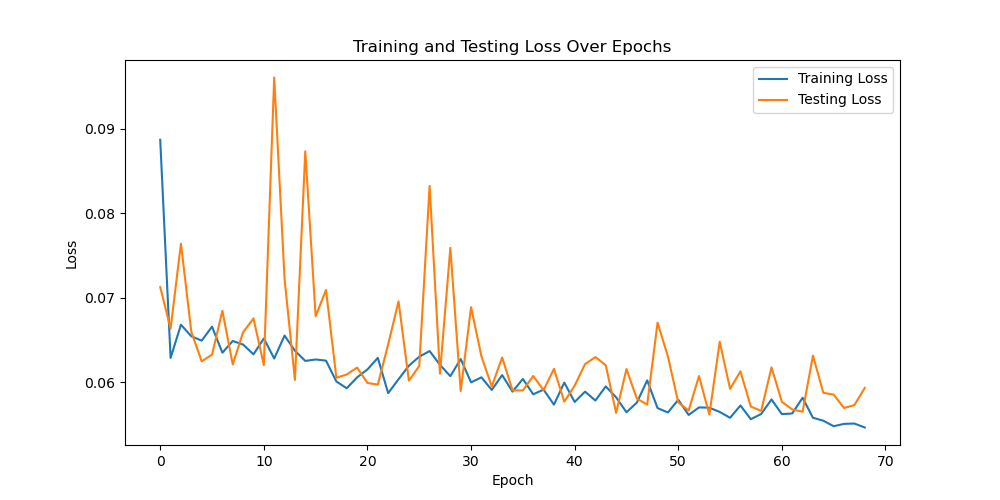 Training and Testing Loss Over Epochs
Training Loss
Testing Loss
0.09
0.08
0.07
0.06
Loss
0 10 20 30 40 50 60 70
Epoch